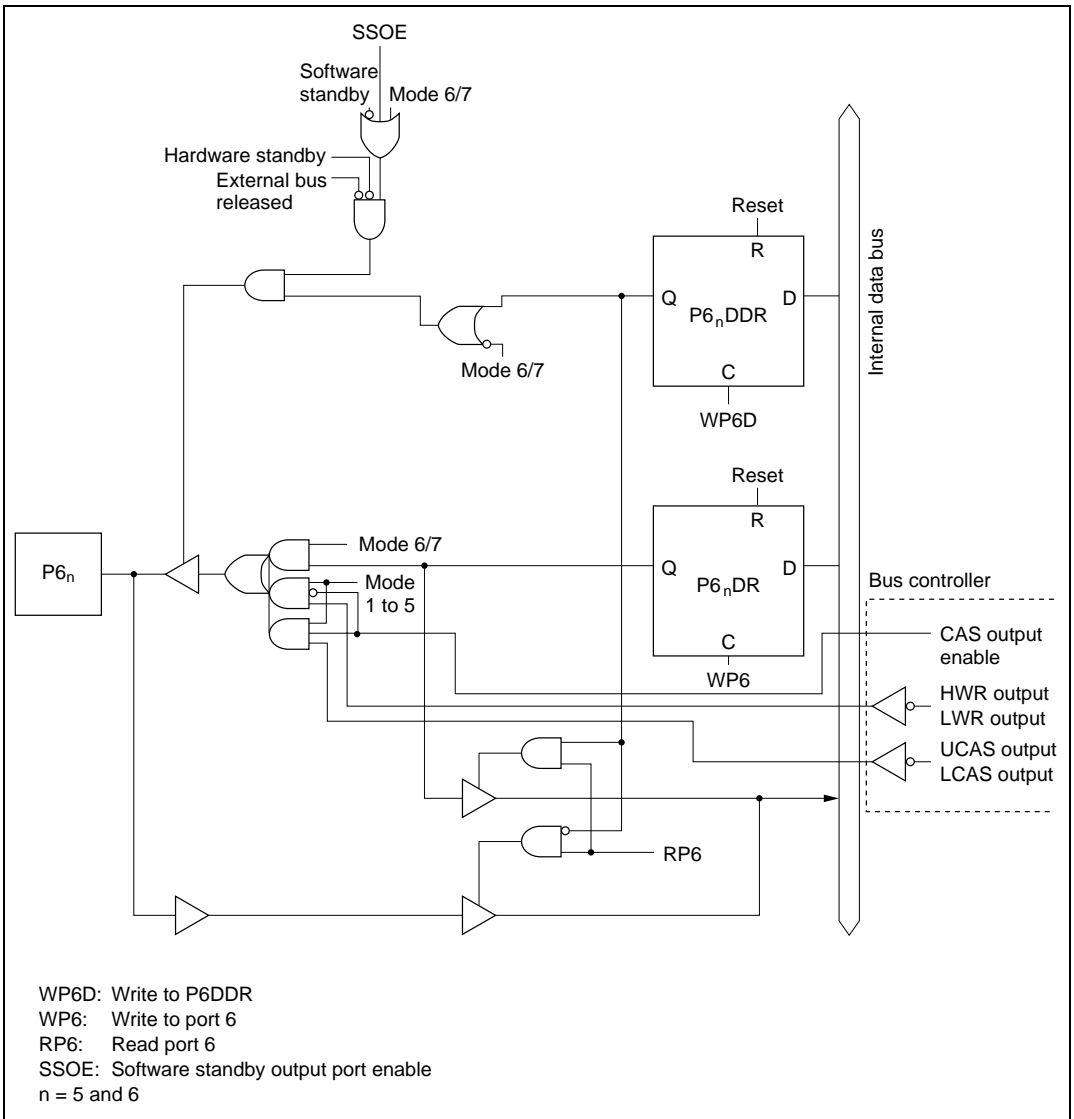 SSOE
Software
standby
Mode 6/7
Hardware standby
External bus
released
Reset
R
Q
D
P6nDDR
C
WP6D
Mode 6/7
Internal data bus
Reset
R
Q
D
P6nDR
C
WP6
P6n
Mode 6/7
Mode
1 to 5
Bus controller
CAS output
enable
HWR output
LWR output
UCAS output
LCAS output
RP6
WP6D: Write to P6DDR
WP6: Write to port 6
RP6: Read port 6
SSOE: Software standby output port enable
n = 5 and 6